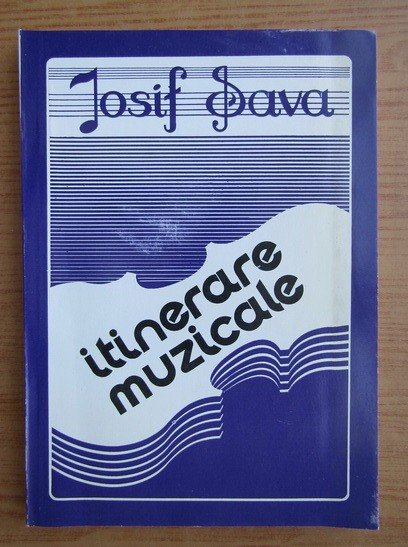 Iosif Sava
itinerare
muzicale